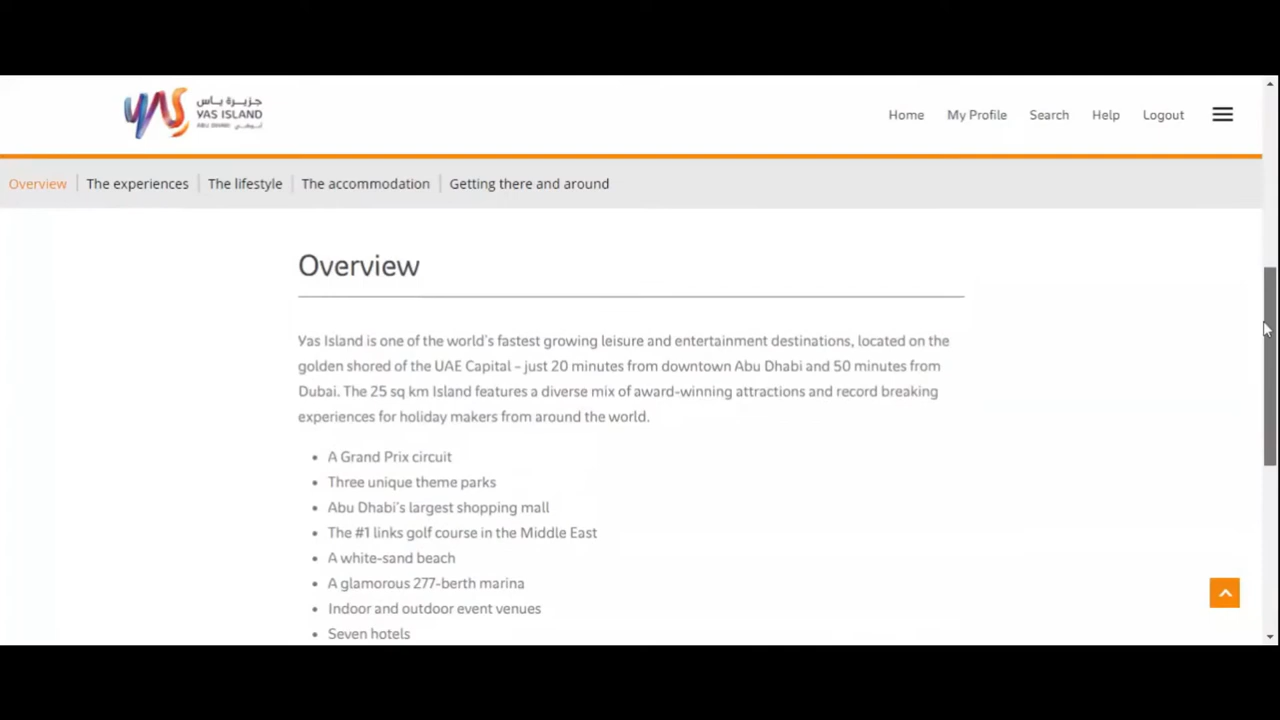 جزيرة ياس
YAS ISLAND
ABU DHABI أبوظبي
Home My Profile Search Help Logout
Overview The experiences The lifestyle The accommodation Getting there and around
Overview
Yas Island is one of the world's fastest growing leisure and entertainment destinations, located on the
golden shored of the UAE Capital - just 20 minutes from downtown Abu Dhabi and 50 minutes from
Dubai. The 25 sq km Island features a diverse mix of award-winning attractions and record breaking
experiences for holiday makers from around the world.
• A Grand Prix circuit
• Three unique theme parks
• Abu Dhabi's largest shopping mall
• The #1 links golf course in the Middle East
• A white-sand beach
• A glamorous 277-berth marina
• Indoor and outdoor event venues
• Seven hotels